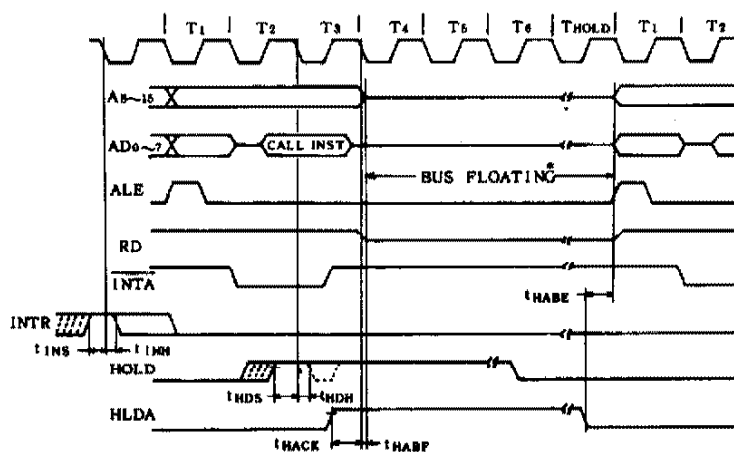 T1 T2 T3 T4 T5 T6 THOLD T1 T2
A8~15
AD0~7 CALL INST
BUS FLOATING*
ALE
RD
INTA
tHABE
INTR
tINS tINH
HOLD
tHDS tHDH
HLDA
tHACK tHABF